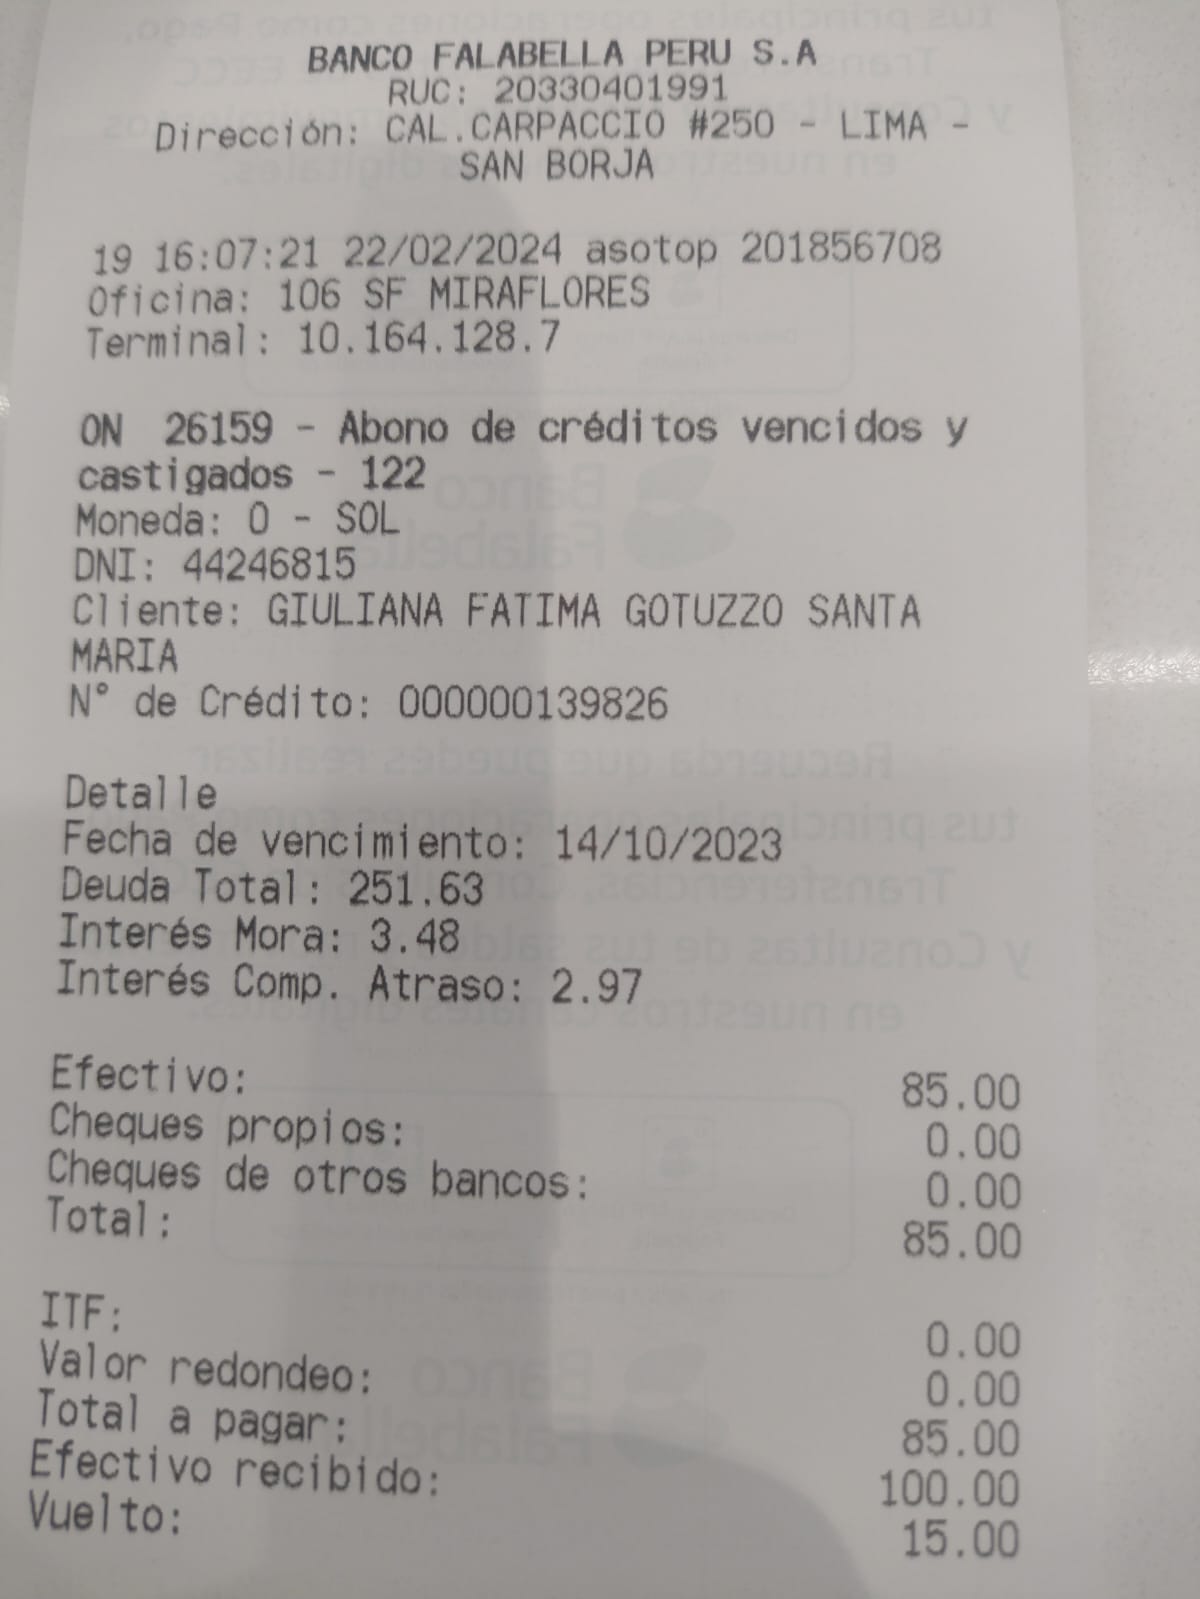 BANCO FALABELLA PERU S.A
RUC: 20330401991
Dirección: CAL.CARPACCIO #250 - LIMA -
SAN BORJA
19 16:07:21 22/02/2024 asotop 201856708
Oficina: 106 SF MIRAFLORES
Terminal: 10.164.128.7
ON 26159 - Abono de créditos vencidos y
castigados - 122
Moneda: 0 - SOL
DNI: 44246815
Cliente: GIULIANA FATIMA GOTUZZO SANTA
MARIA
N° de Crédito: 000000139826
Detalle
Fecha de vencimiento: 14/10/2023
Deuda Total: 251.63
Interés Mora: 3.48
Interés Comp. Atraso: 2.97
Efectivo: 85.00
Cheques propios: 0.00
Cheques de otros bancos: 0.00
Total: 85.00
ITF: 0.00
Valor redondeo: 0.00
Total a pagar: 85.00
Efectivo recibido: 100.00
Vuelto: 15.00